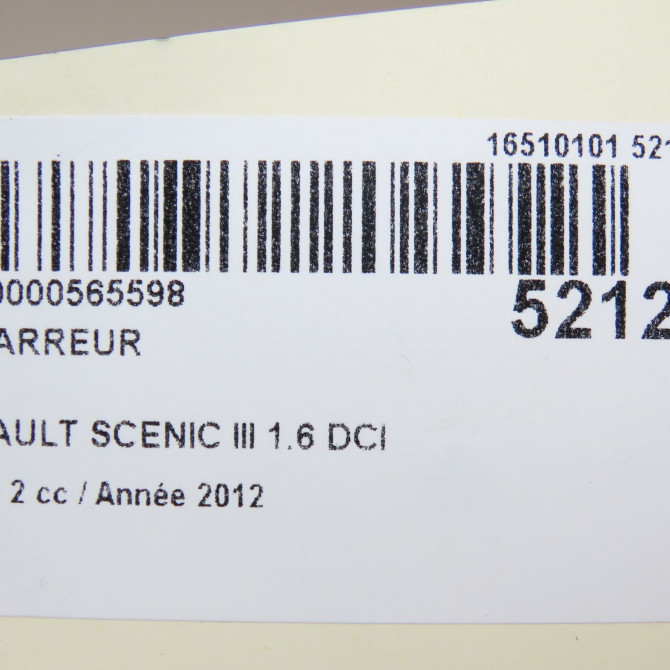 16510101 521
0000565598
5212
ARREUR
AULT SCENIC III 1.6 DCI
2 cc / Année 2012